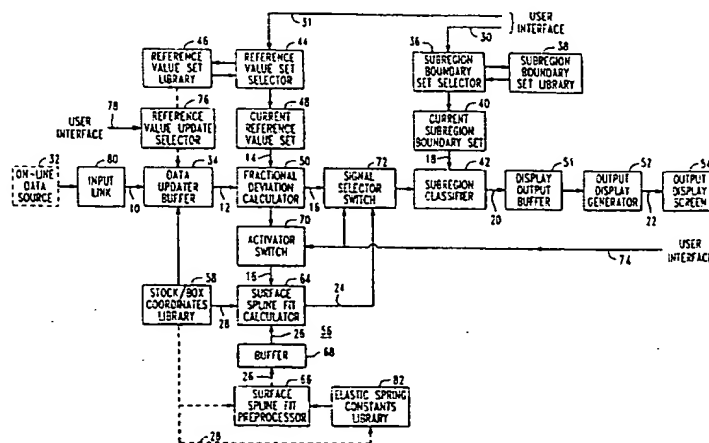 31
USER
INTERFACE
30
46
REFERENCE
VALUE SET
LIBRARY
44
REFERENCE
VALUE SET
SELECTOR
36
SUBREGION
BOUNDARY
SET SELECTOR
38
SUBREGION
BOUNDARY
SET LIBRARY
78
USER
INTERFACE
76
REFERENCE
VALUE UPDATE
SELECTOR
48
CURRENT
REFERENCE
VALUE SET
40
CURRENT
SUBREGION
BOUNDARY SET
32
ON-LINE
DATA
SOURCE
80
INPUT
LINK
10
34
DATA
UPDATER
BUFFER
12
14
50
FRACTIONAL
DEVIATION
CALCULATOR
16
72
SIGNAL
SELECTOR
SWITCH
18
42
SUBREGION
CLASSIFIER
20
51
DISPLAY
OUTPUT
BUFFER
52
OUTPUT
DISPLAY
GENERATOR
22
54
OUTPUT
DISPLAY
SCREEN
70
ACTIVATOR
SWITCH
USER
INTERFACE
74
58
STOCK/BOX
COORDINATES
LIBRARY
28
16
64
SURFACE
SPLINE FIT
CALCULATOR
24
26
56
BUFFER
68
26
66
SURFACE
SPLINE FIT
PREPROCESSOR
82
ELASTIC SPRING
CONSTANTS
LIBRARY
28